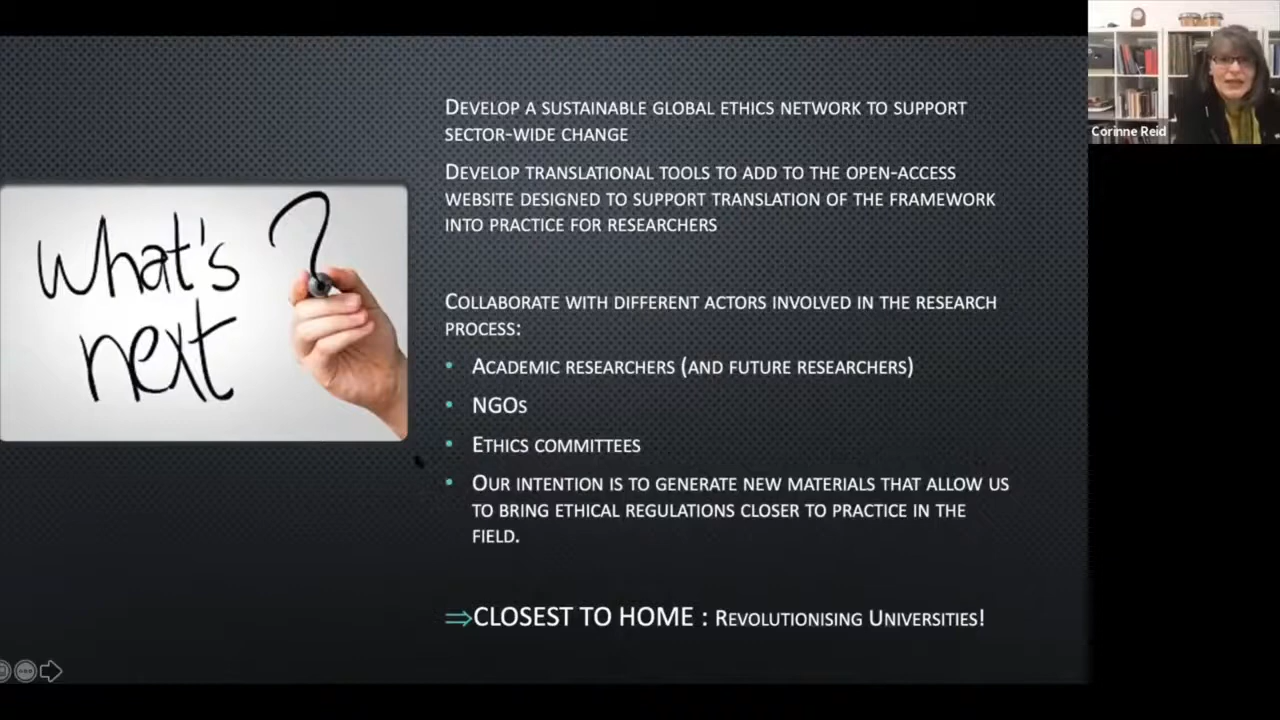 What's next ?
DEVELOP A SUSTAINABLE GLOBAL ETHICS NETWORK TO SUPPORT
SECTOR-WIDE CHANGE
DEVELOP TRANSLATIONAL TOOLS TO ADD TO THE OPEN-ACCESS
WEBSITE DESIGNED TO SUPPORT TRANSLATION OF THE FRAMEWORK
INTO PRACTICE FOR RESEARCHERS
COLLABORATE WITH DIFFERENT ACTORS INVOLVED IN THE RESEARCH
PROCESS:
• ACADEMIC RESEARCHERS (AND FUTURE RESEARCHERS)
• NGOS
• ETHICS COMMITTEES
• OUR INTENTION IS TO GENERATE NEW MATERIALS THAT ALLOW US
TO BRING ETHICAL REGULATIONS CLOSER TO PRACTICE IN THE
FIELD.
⇒CLOSEST TO HOME : REVOLUTIONISING UNIVERSITIES!
Corinne Reid